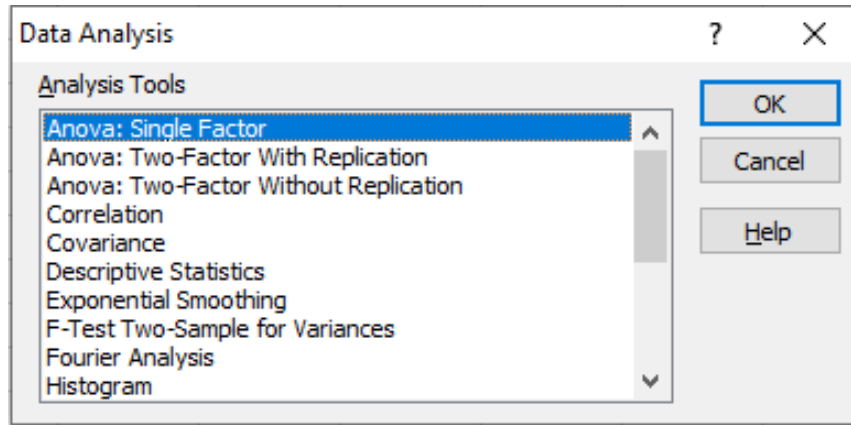 Data Analysis
?
Analysis Tools
Anova: Single Factor
Anova: Two-Factor With Replication
Anova: Two-Factor Without Replication
Correlation
Covariance
Descriptive Statistics
Exponential Smoothing
F-Test Two-Sample for Variances
Fourier Analysis
Histogram
OK
Cancel
Help